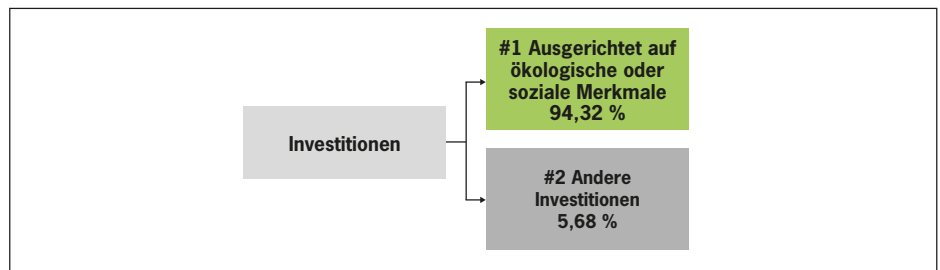 #1 Ausgerichtet auf
ökologische oder
soziale Merkmale
94,32 %
Investitionen
#2 Andere
Investitionen
5,68 %